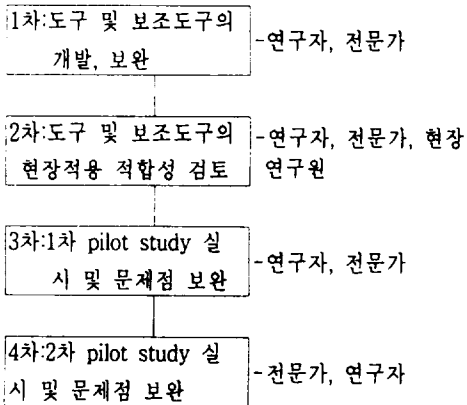 1차:도구 및 보조도구의
개발, 보완
-연구자, 전문가
2차:도구 및 보조도구의
현장적용 적합성 검토
-연구자, 전문가, 현장
연구원
3차:1차 pilot study 실
시 및 문제점 보완
-연구자, 전문가
4차:2차 pilot study 실
시 및 문제점 보완
-전문가, 연구자